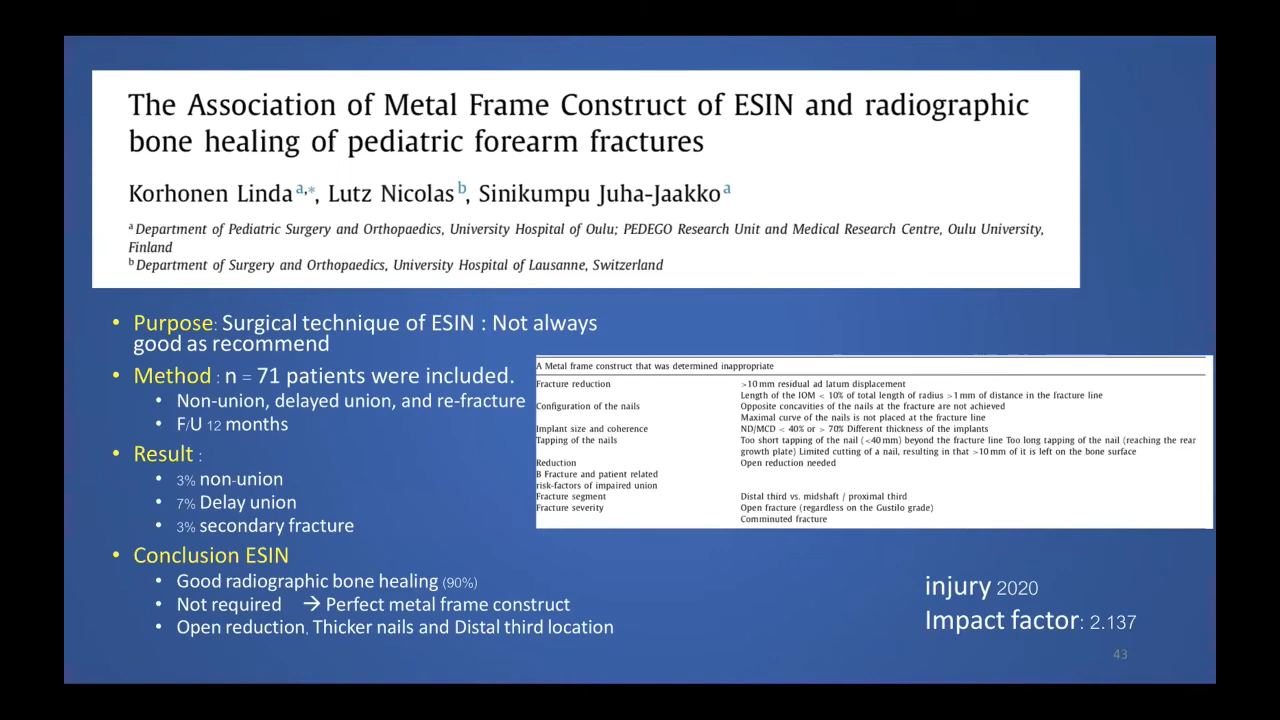 The Association of Metal Frame Construct of ESIN and radiographic
bone healing of pediatric forearm fractures
Korhonen Linda a,*, Lutz Nicolas b, Sinikumpu Juha-Jaakko a
a Department of Pediatric Surgery and Orthopaedics, University Hospital of Oulu; PEDEGO Research Unit and Medical Research Centre, Oulu University,
Finland
b Department of Surgery and Orthopaedics, University Hospital of Lausanne, Switzerland
• Purpose: Surgical technique of ESIN : Not always
good as recommend
• Method : n = 71 patients were included.
• Non-union, delayed union, and re-fracture
• F/U 12 months
• Result :
• 3% non-union
• 7% Delay union
• 3% secondary fracture
• Conclusion ESIN
• Good radiographic bone healing (90%)
• Not required → Perfect metal frame construct
• Open reduction, Thicker nails and Distal third location
A Metal frame construct that was determined inappropriate
Fracture reduction >10 mm residual ad latum displacement
Length of the IOM < 10% of total length of radius >1 mm of distance in the fracture line
Configuration of the nails Opposite concavities of the nails at the fracture are not achieved
Maximal curve of the nails is not placed at the fracture line
Implant size and coherence ND/MCD < 40% or > 70% Different thickness of the implants
Tapping of the nails Too short tapping of the nail (<40 mm) beyond the fracture line Too long tapping of the nail (reaching the rear
growth plate) Limited cutting of a nail, resulting in that >10 mm of it is left on the bone surface
Reduction Open reduction needed
B Fracture and patient related
risk-factors of impaired union
Fracture segment Distal third vs. midshaft / proximal third
Fracture severity Open fracture (regardless on the Gustilo grade)
Comminuted fracture
injury 2020
Impact factor: 2.137
43